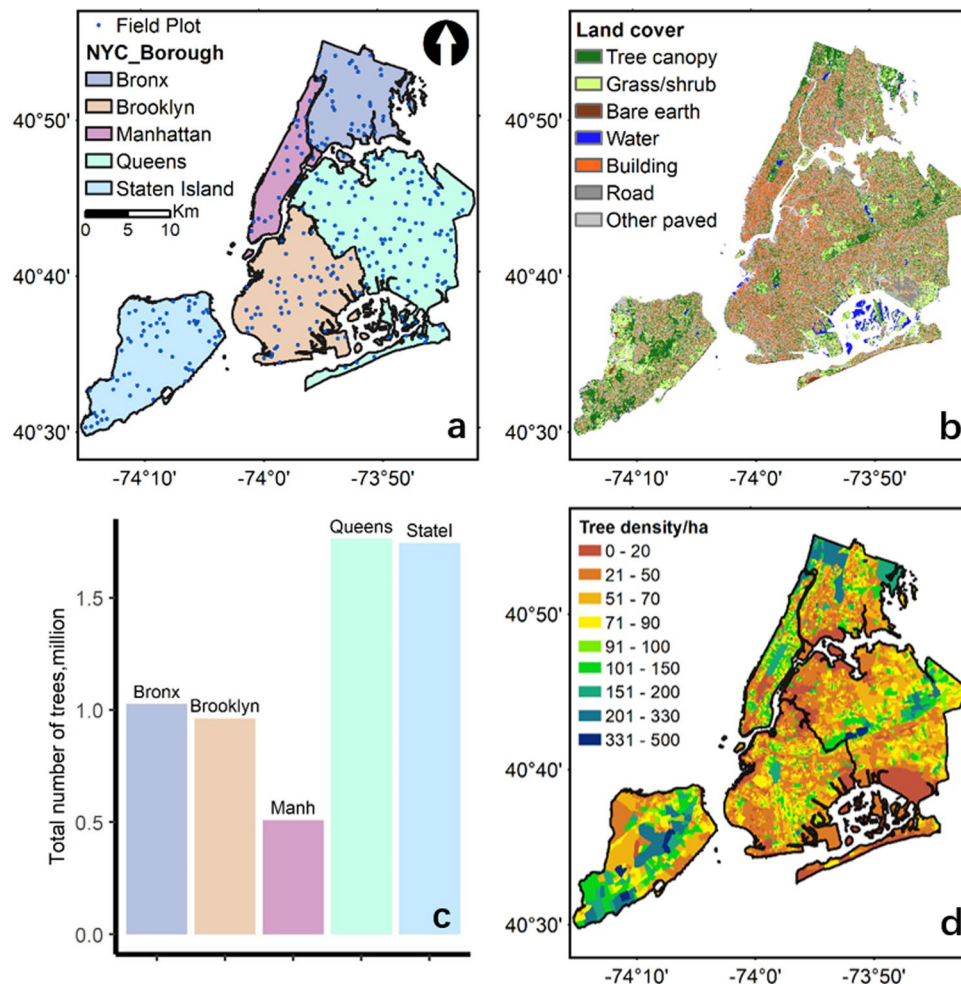 Field Plot
NYC_Borough
Bronx
Brooklyn
Manhattan
Queens
Staten Island
Km
0 10
40°50'
40°40'
40°30'
-74°10' -74°0' -73°50'
a
Land cover
Tree canopy
Grass/shrub
Bare earth
Water
Building
Road
Other paved
40°50'
40°40'
40°30'
-74°10' -74°0' -73°50'
b
Total number of trees,million
1.5
1.0
0.5
0.0
Bronx
Brooklyn
Manh
Queens
StateI
c
Tree density/ha
0 - 20
21 - 50
51 - 70
71 - 90
91 - 100
101 - 150
151 - 200
201 - 330
331 - 500
40°50'
40°40'
40°30'
-74°10' -74°0' -73°50'
d